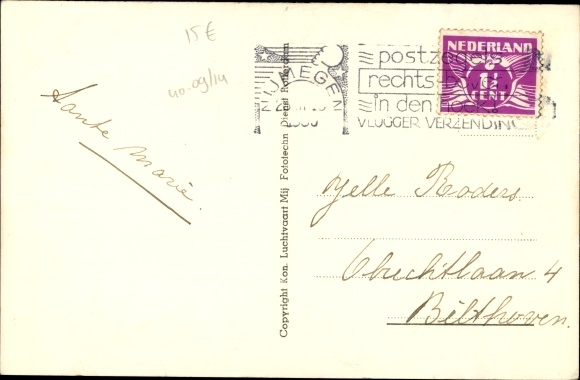 15€
40.09/14
Tante Marie.
NIJMEGEN
postzegels
rechts
in den hoek!
VLUGGER VERZENDING
NEDERLAND
1½
CENT
Copyright Kon. Luchtvaart Mij Fototechn Dienst Rotterdam
Jelle Roders.
Obrechtlaan 4
Bilthoven.